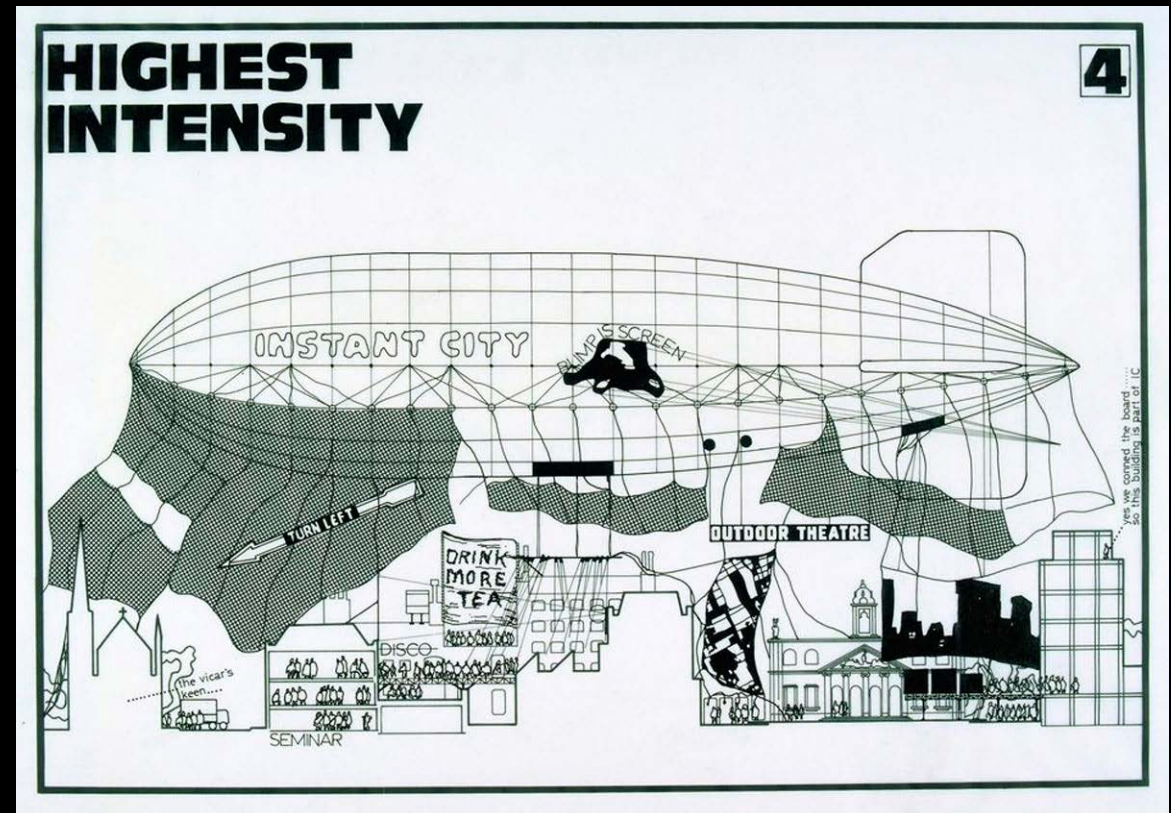 HIGHEST
INTENSITY
4
INSTANT CITY
BUMP IS SCREEN
yes we conned the board ......
so this building is part of IC
TURN LEFT
OUTDOOR THEATRE
DRINK
MORE
TEA
DISCO
the vicar's
keen....
SEMINAR